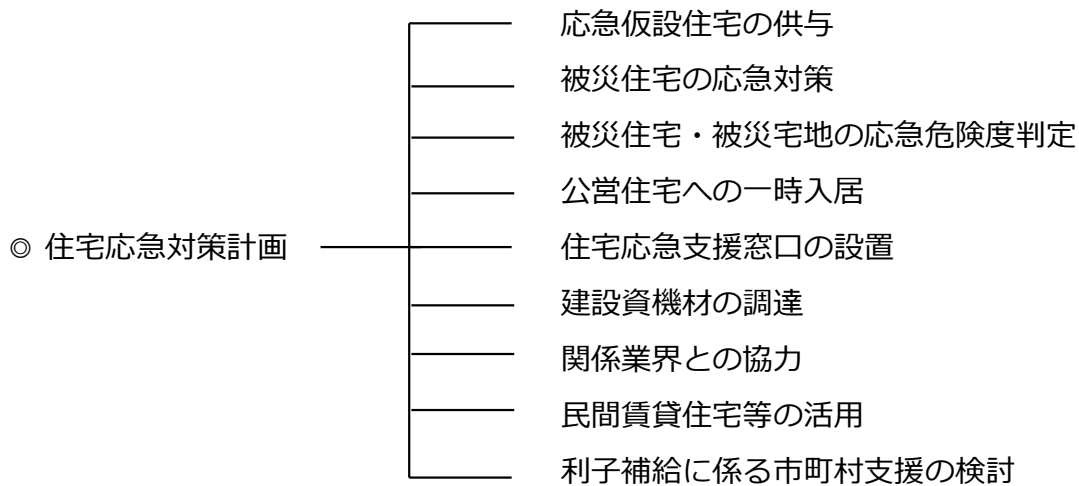 応急仮設住宅の供与
被災住宅の応急対策
被災住宅・被災宅地の応急危険度判定
公営住宅への一時入居
◎ 住宅応急対策計画
住宅応急支援窓口の設置
建設資機材の調達
関係業界との協力
民間賃貸住宅等の活用
利子補給に係る市町村支援の検討